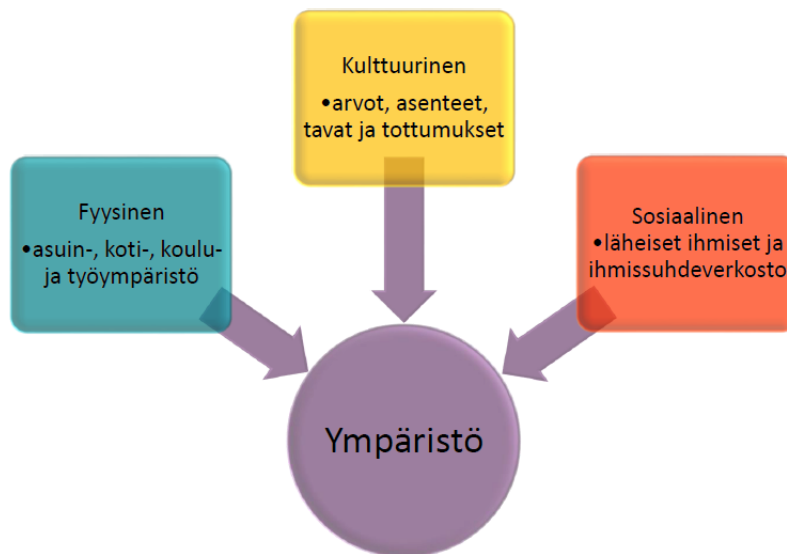 Kulttuurinen
•arvot, asenteet,
tavat ja tottumukset
Fyysinen
•asuin-, koti-, koulu-
ja työympäristö
Sosiaalinen
•läheiset ihmiset ja
ihmissuhdeverkosto
Ympäristö